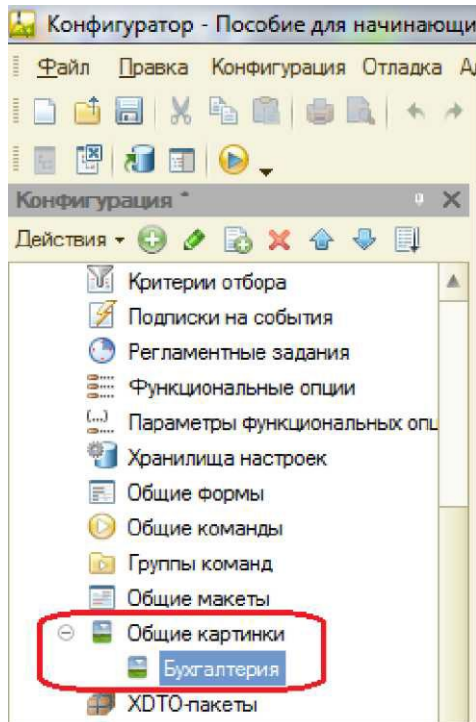 Конфигуратор - Пособие для начинающи
Файл Правка Конфигурация Отладка
Конфигурация *
Действия
Критерии отбора
Подписки на события
Регламентные задания
Функциональные опции
Параметры функциональных опц
Хранилища настроек
Общие формы
Общие команды
Группы команд
Общие макеты
Общие картинки
Бухгалтерия
XDTO-пакеты